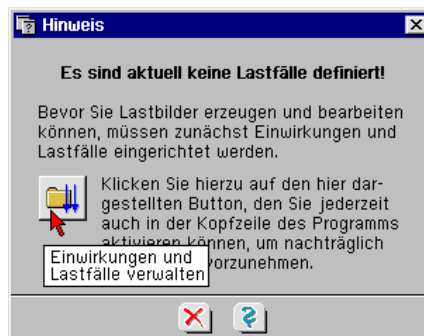 Hinweis
Es sind aktuell keine Lastfälle definiert!
Bevor Sie Lastbilder erzeugen und bearbeiten
können, müssen zunächst Einwirkungen und
Lastfälle eingerichtet werden.
Klicken Sie hierzu auf den hier dar-
gestellten Button, den Sie jederzeit
auch in der Kopfzeile des Programms
aktivieren können, um nachträglich
vorzunehmen.
Einwirkungen und
Lastfälle verwalten